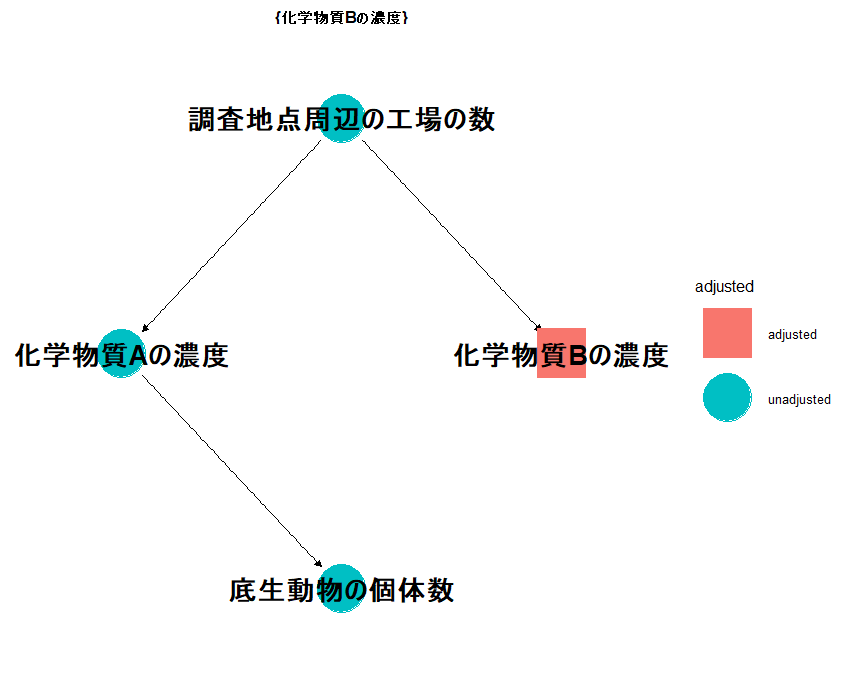 {化学物質Bの濃度}
調査地点周辺の工場の数
化学物質Aの濃度
化学物質Bの濃度
底生動物の個体数
adjusted
adjusted
unadjusted